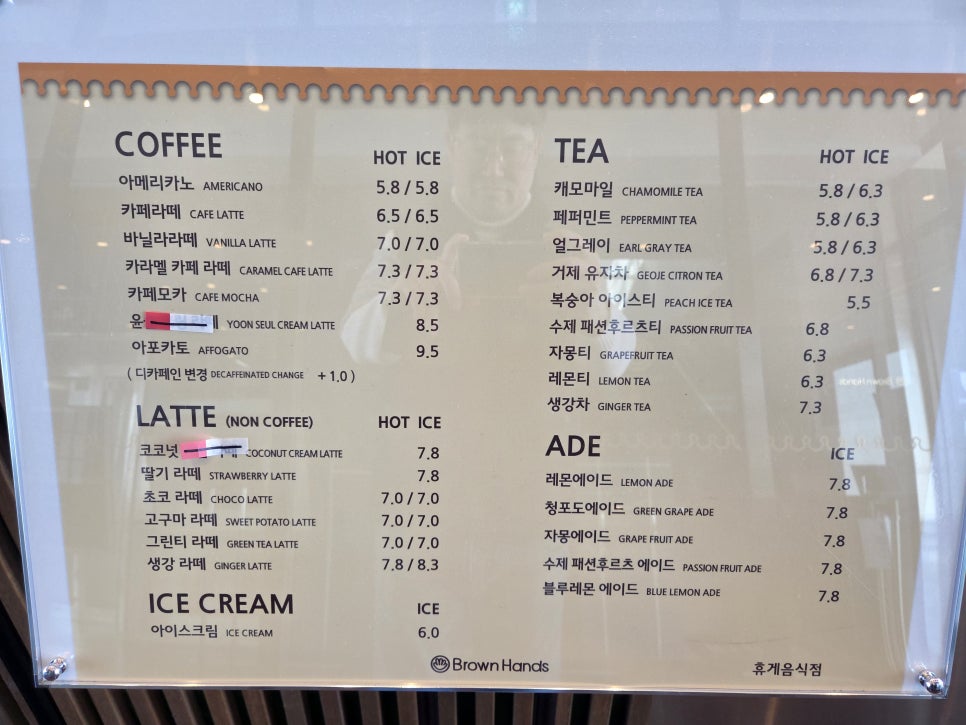 COFFEE
HOT ICE
아메리카노 AMERICANO 5.8 / 5.8
카페라떼 CAFE LATTE 6.5 / 6.5
바닐라라떼 VANILLA LATTE 7.0 / 7.0
카라멜 카페 라떼 CARAMEL CAFE LATTE 7.3 / 7.3
카페모카 CAFE MOCHA 7.3 / 7.3
YOON SEUL CREAM LATTE 8.5
아포카토 AFFOGATO 9.5
( 디카페인 변경 DECAFFEINATED CHANGE + 1.0 )
LATTE (NON COFFEE) HOT ICE
코코넛 COCONUT CREAM LATTE 7.8
딸기 라떼 STRAWBERRY LATTE 7.8
초코 라떼 CHOCO LATTE 7.0 / 7.0
고구마 라떼 SWEET POTATO LATTE 7.0 / 7.0
그린티 라떼 GREEN TEA LATTE 7.0 / 7.0
생강 라떼 GINGER LATTE 7.8 / 8.3
ICE CREAM ICE
아이스크림 ICE CREAM 6.0
TEA
HOT ICE
캐모마일 CHAMOMILE TEA 5.8 / 6.3
페퍼민트 PEPPERMINT TEA 5.8 / 6.3
얼그레이 EARL GRAY TEA 5.8 / 6.3
거제 유자차 GEOJE CITRON TEA 6.8 / 7.3
복숭아 아이스티 PEACH ICE TEA 5.5
수제 패션후르츠티 PASSION FRUIT TEA 6.8
자몽티 GRAPEFRUIT TEA 6.3
레몬티 LEMON TEA 6.3
생강차 GINGER TEA 7.3
ADE ICE
레몬에이드 LEMON ADE 7.8
청포도에이드 GREEN GRAPE ADE 7.8
자몽에이드 GRAPE FRUIT ADE 7.8
수제 패션후르츠 에이드 PASSION FRUIT ADE 7.8
블루레몬 에이드 BLUE LEMON ADE 7.8
Brown Hands
휴게음식점